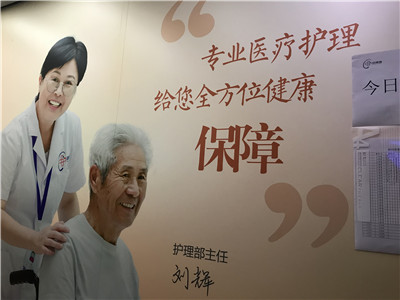 专业医疗护理
给您全方位健康
保障
护理部主任
刘辉
今日